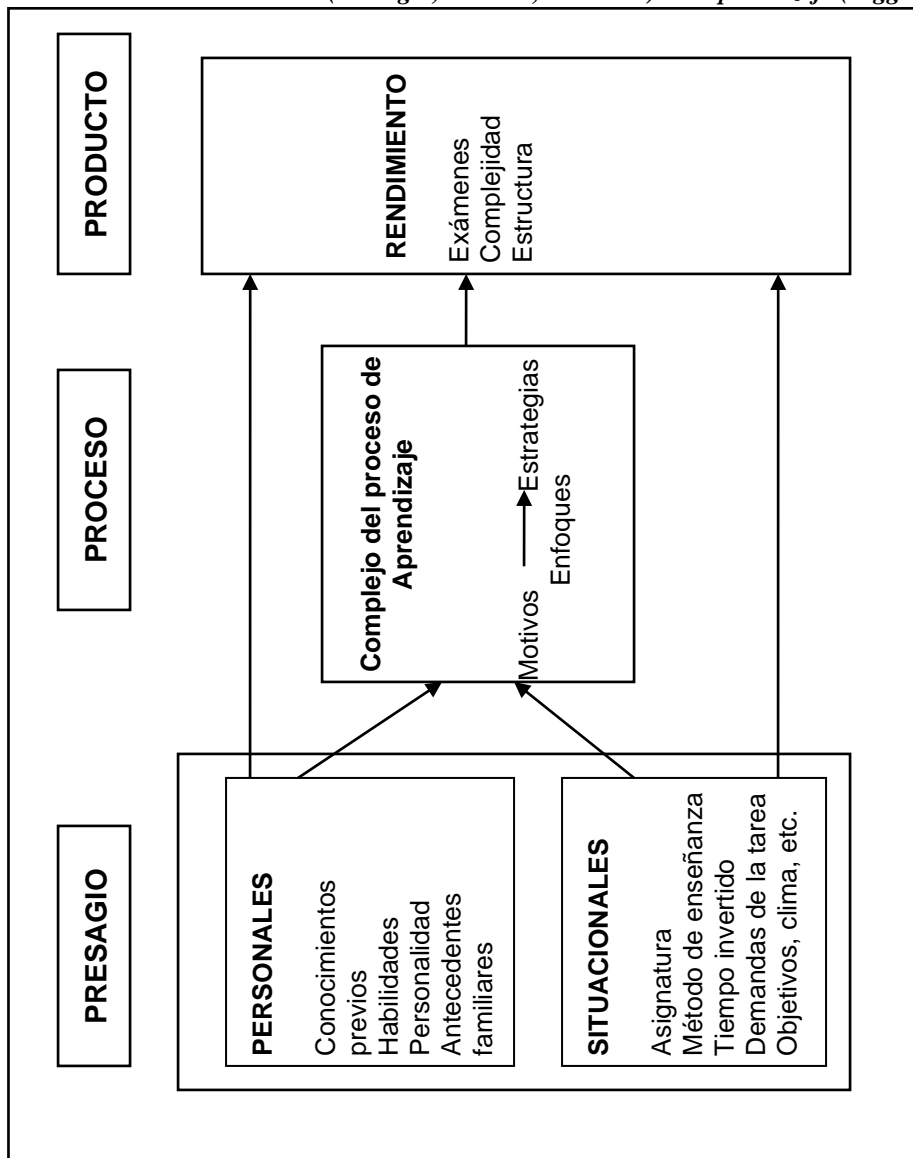 PRESAGIO
PROCESO
PRODUCTO
PERSONALES
Conocimientos
previos
Habilidades
Personalidad
Antecedentes
familiares
SITUACIONALES
Asignatura
Método de enseñanza
Tiempo invertido
Demandas de la tarea
Objetivos, clima, etc.
Complejo del proceso de
Aprendizaje
Motivos
Estrategias
Enfoques
RENDIMIENTO
Exámenes
Complejidad
Estructura